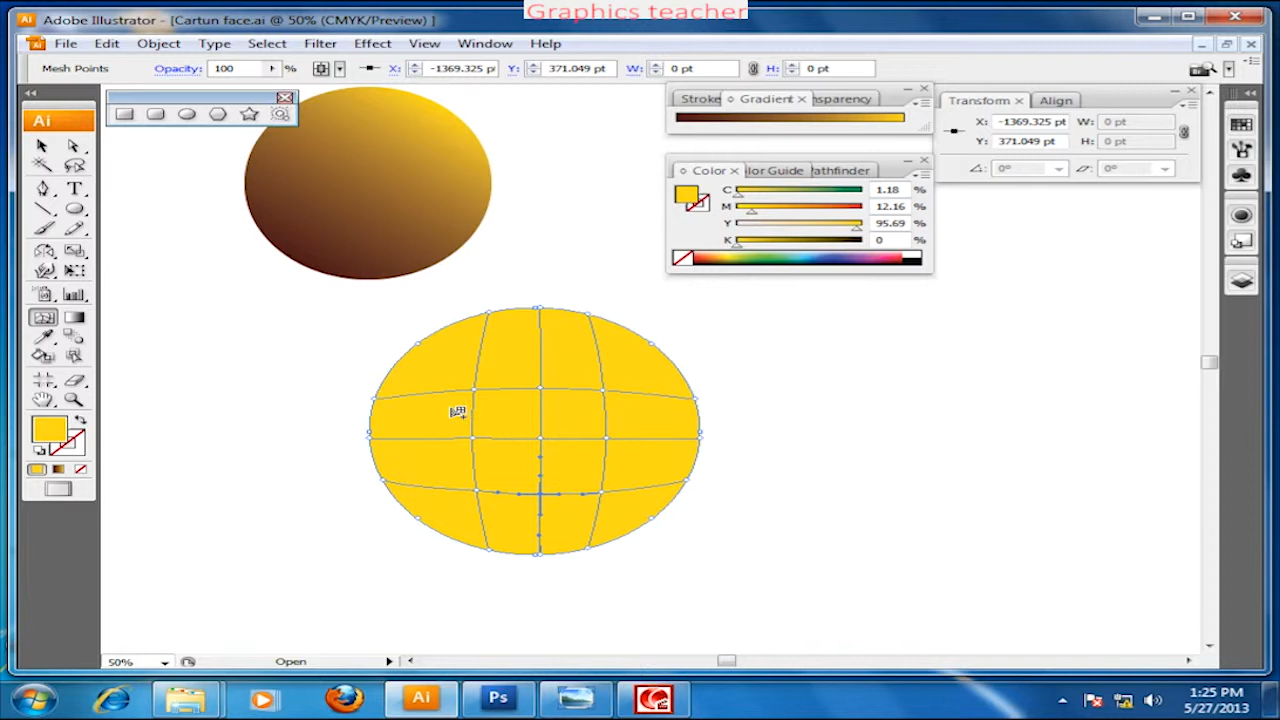 Graphics teacher
Adobe Illustrator - [Cartun face.ai @ 50% (CMYK/Preview) ]
File Edit Object Type Select Filter Effect View Window Help
Mesh Points Opacity: 100 % X: -1369.325 p Y: 371.049 pt W: 0 pt H: 0 pt
Stroke Gradient nsparency
Transform Align
Ai
X: -1369.325 pt W: 0 pt
Y: 371.049 pt H: 0 pt
0° 0°
Color lor Guide athfinder
C 1.18 %
M 12.16 %
Y 95.69 %
K 0 %
50% Open
Ai Ps
1:25 PM
5/27/2013